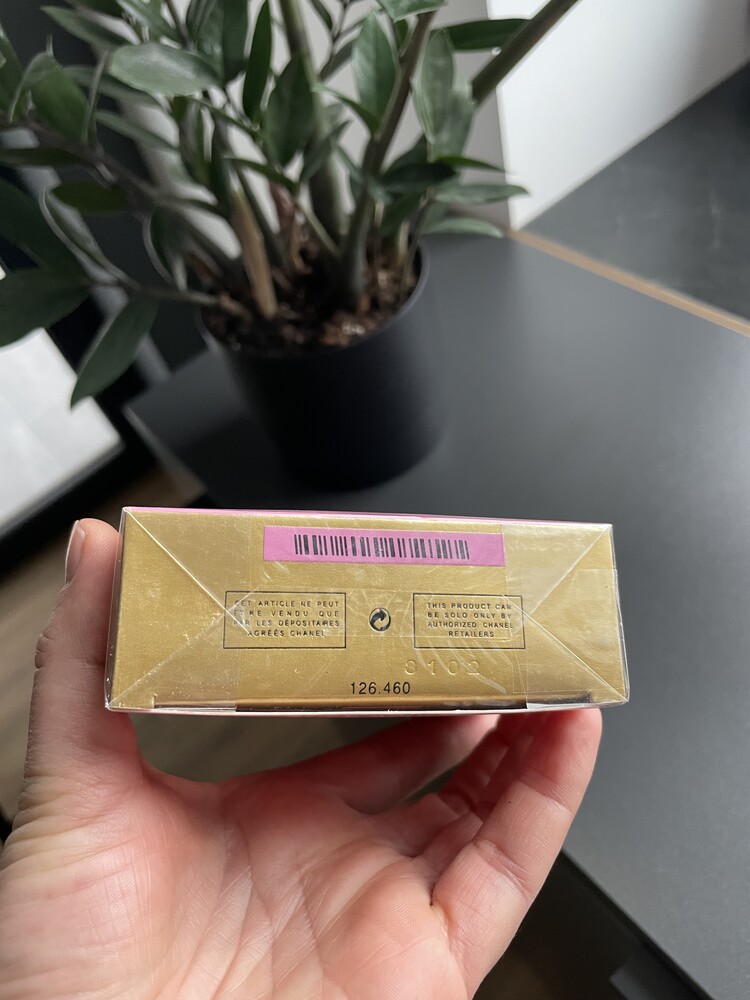 CET ARTICLE NE PEUT
ÊTRE VENDU QUE
PAR LES DÉPOSITAIRES
AGRÉÉS CHANEL
THIS PRODUCT CAN
BE SOLD ONLY BY
AUTHORIZED CHANEL
RETAILERS
0102
126.460